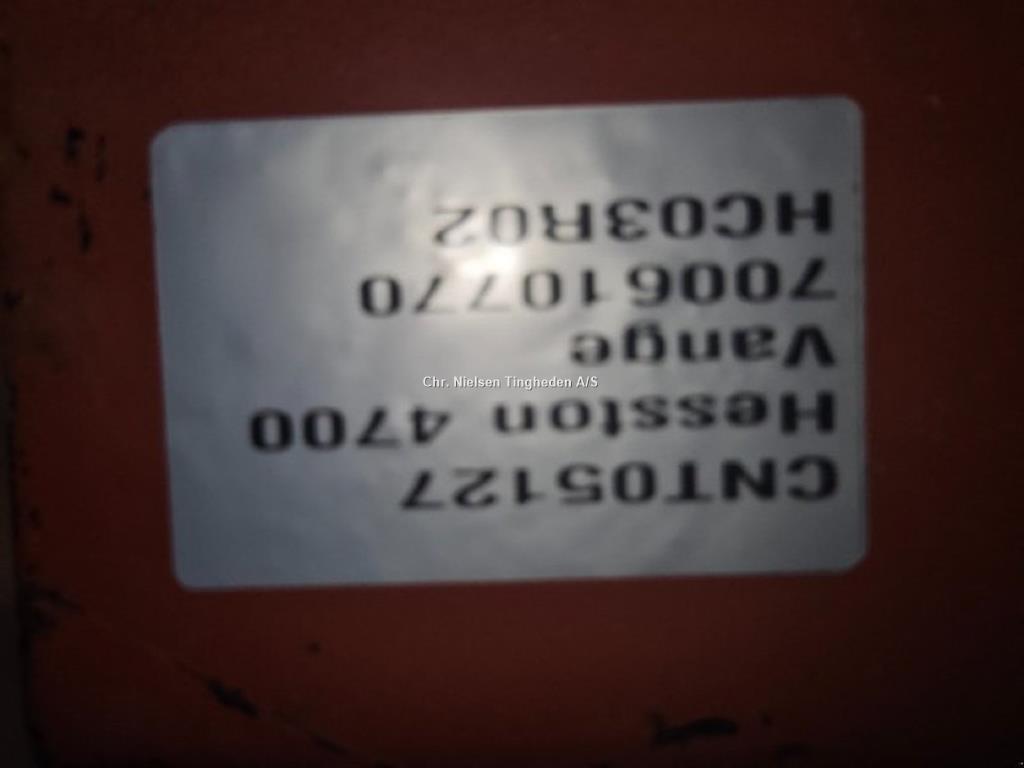 CNT05127
Hesston 4700
Vange
700610770
HC03R02
Chr. Nielsen Tingheden A/S